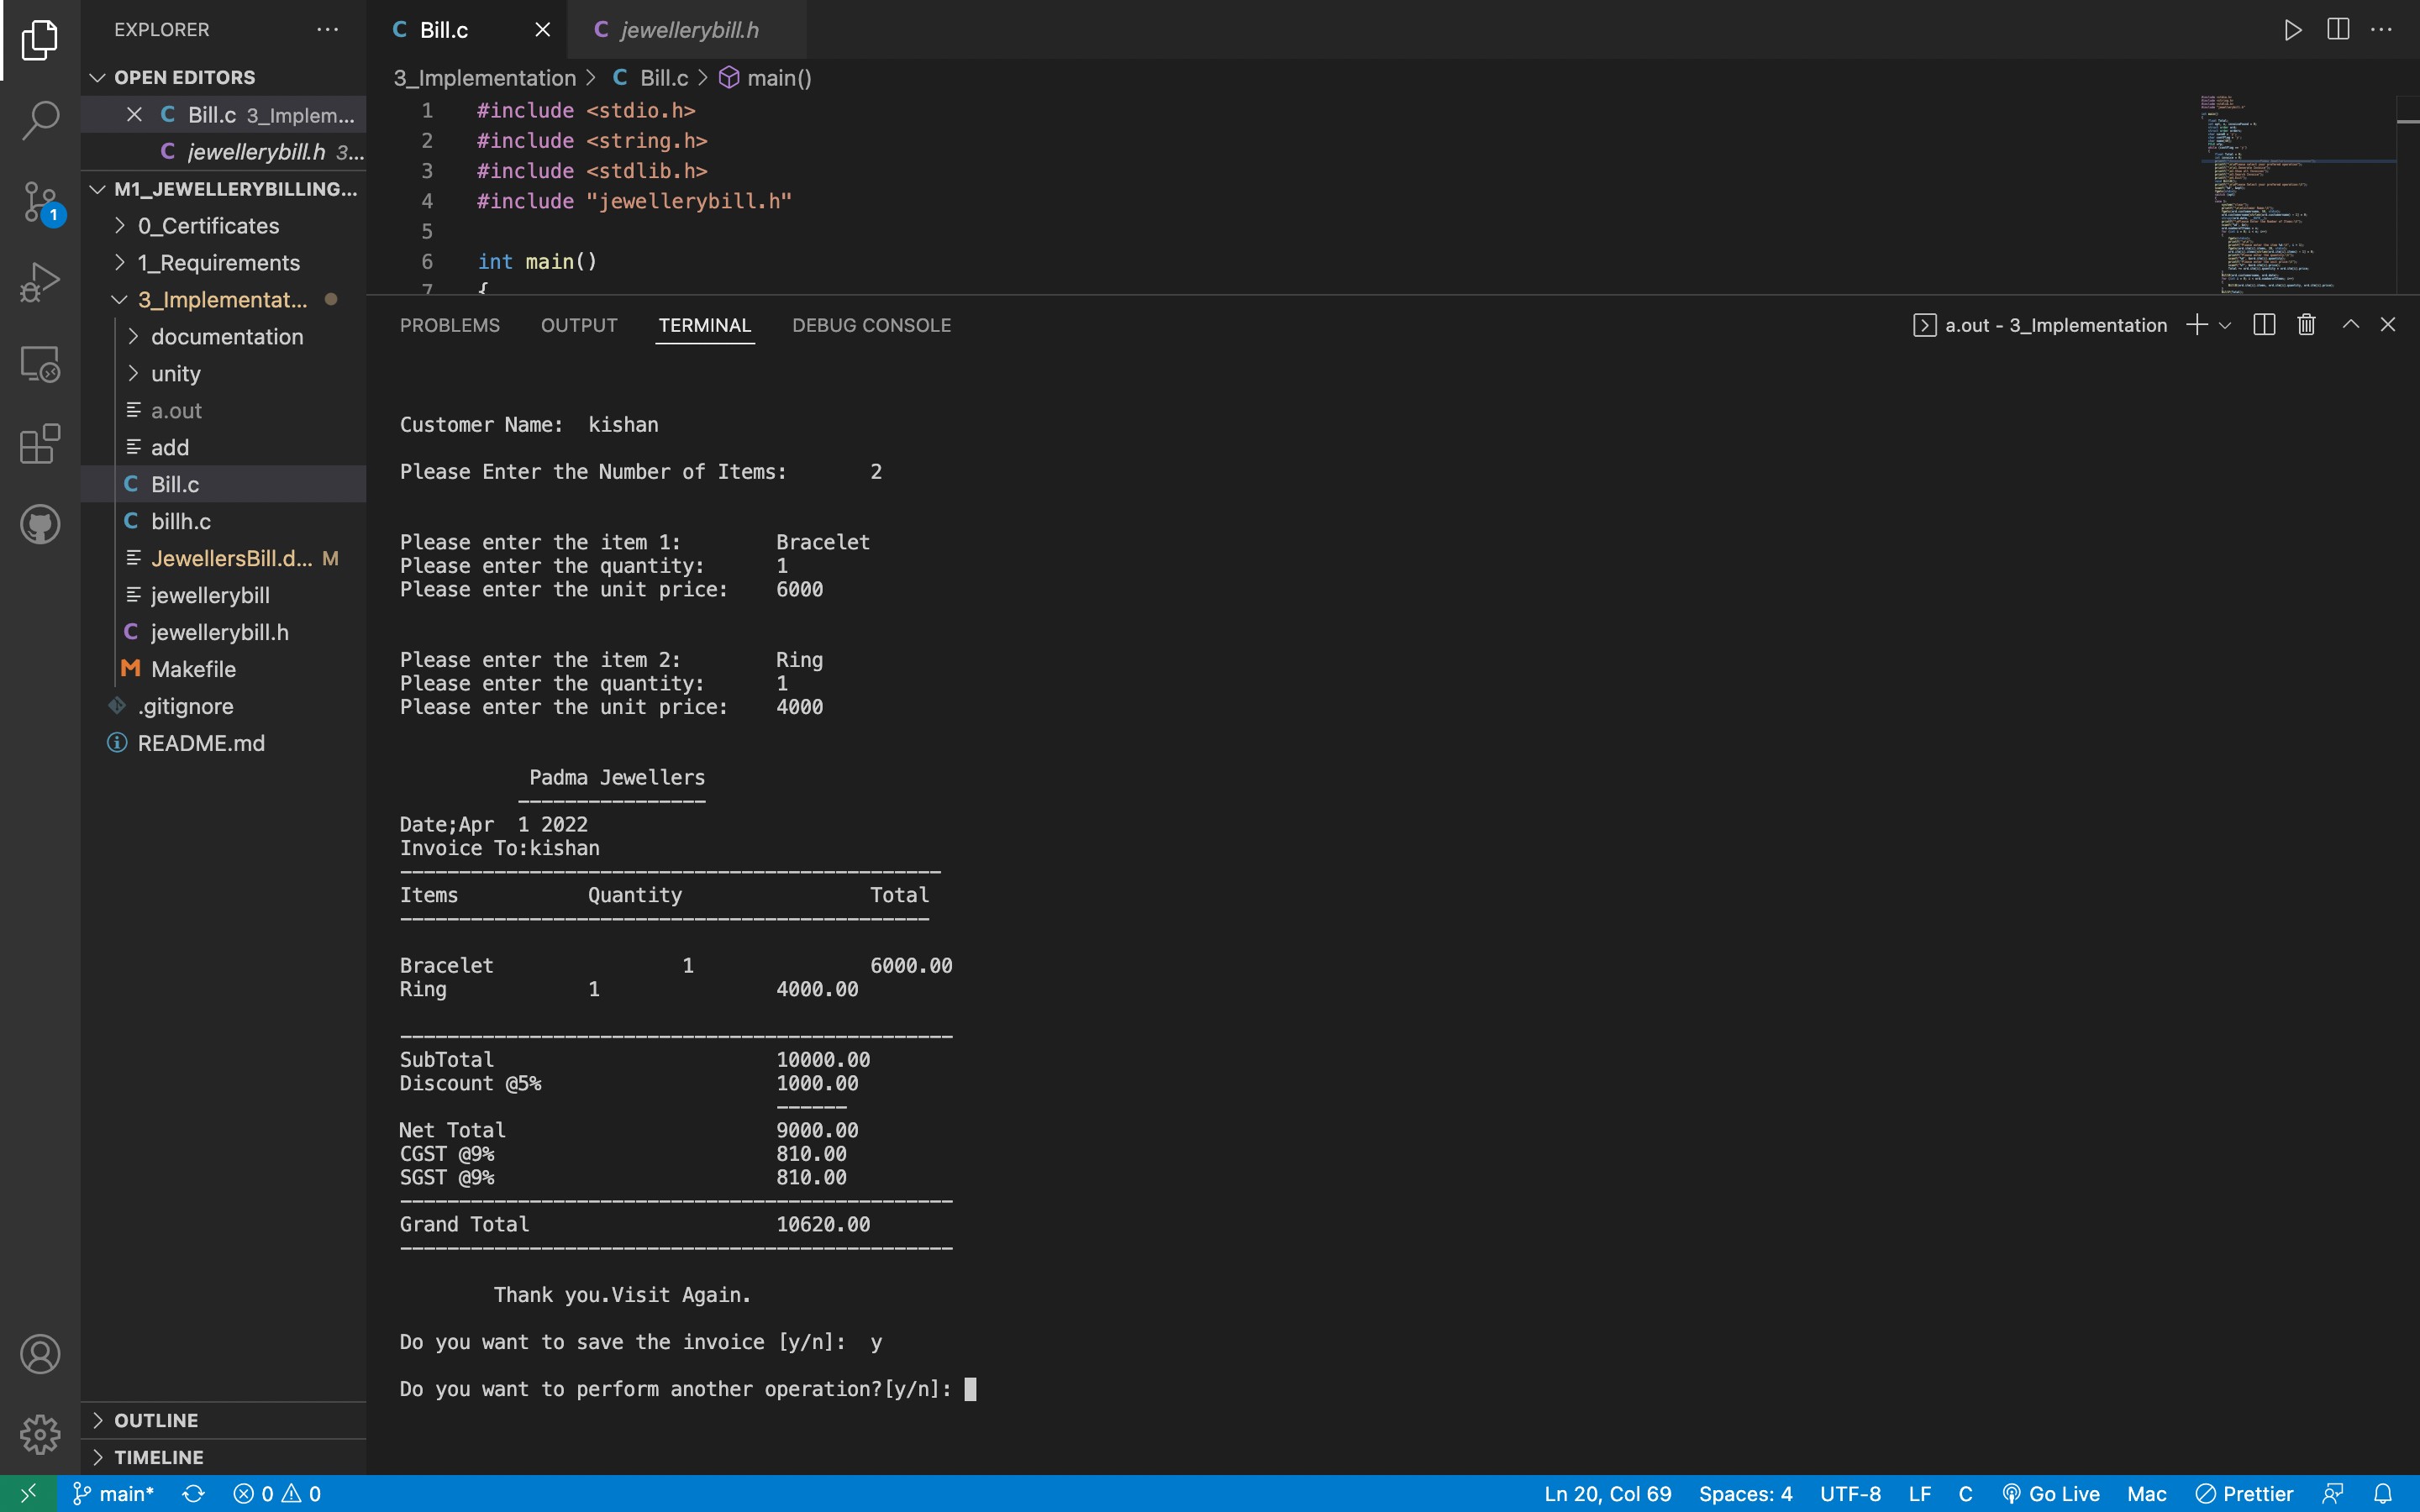 EXPLORER
OPEN EDITORS
Bill.c 3_Implem...
jewellerybill.h 3...
M1_JEWELLERYBILLING...
0_Certificates
1_Requirements
3_Implementat...
documentation
unity
a.out
add
Bill.c
billh.c
JewellersBill.d... M
jewellerybill
jewellerybill.h
Makefile
.gitignore
README.md
OUTLINE
TIMELINE
1
Bill.c
jewellerybill.h
3_Implementation > Bill.c > main()
1 #include <stdio.h>
2 #include <string.h>
3 #include <stdlib.h>
4 #include "jewellerybill.h"
5
6 int main()
7 {
PROBLEMS OUTPUT TERMINAL DEBUG CONSOLE
a.out - 3_Implementation
Customer Name: kishan
Please Enter the Number of Items: 2
Please enter the item 1: Bracelet
Please enter the quantity: 1
Please enter the unit price: 6000
Please enter the item 2: Ring
Please enter the quantity: 1
Please enter the unit price: 4000
Padma Jewellers
----------------
Date;Apr  1 2022
Invoice To:kishan
----------------------------------------------
Items Quantity Total
---------------------------------------------
Bracelet 1 6000.00
Ring 1 4000.00
-----------------------------------------------
SubTotal 10000.00
Discount @5% 1000.00
------
Net Total 9000.00
CGST @9% 810.00
SGST @9% 810.00
-----------------------------------------------
Grand Total 10620.00
-----------------------------------------------
Thank you.Visit Again.
Do you want to save the invoice [y/n]: y
Do you want to perform another operation?[y/n]:
main* 0 0 Ln 20, Col 69 Spaces: 4 UTF-8 LF C Go Live Mac Prettier